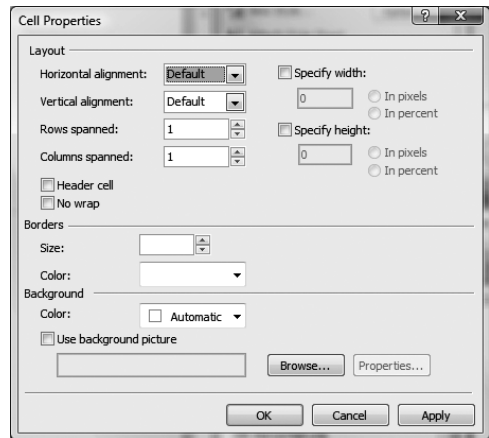 Cell Properties
Layout
Horizontal alignment: Default
Vertical alignment: Default
Rows spanned: 1
Columns spanned: 1
Header cell
No wrap
Specify width:
0
In pixels
In percent
Specify height:
0
In pixels
In percent
Borders
Size:
Color:
Background
Color: Automatic
Use background picture
Browse... Properties...
OK Cancel Apply